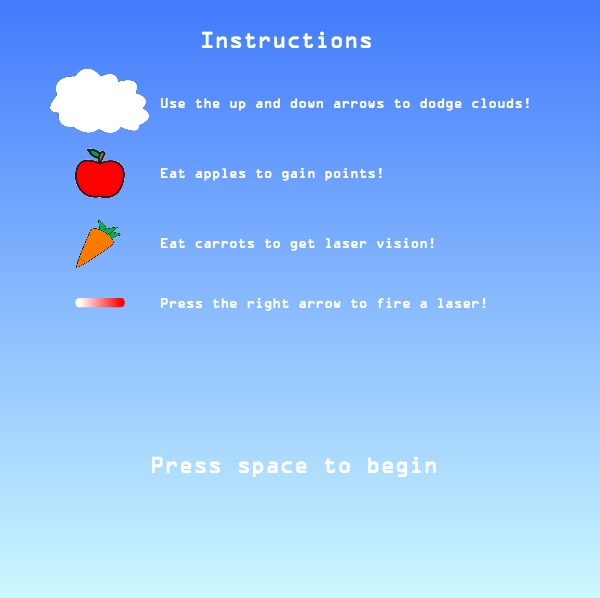 Instructions
Use the up and down arrows to dodge clouds!
Eat apples to gain points!
Eat carrots to get laser vision!
Press the right arrow to fire a laser!
Press space to begin